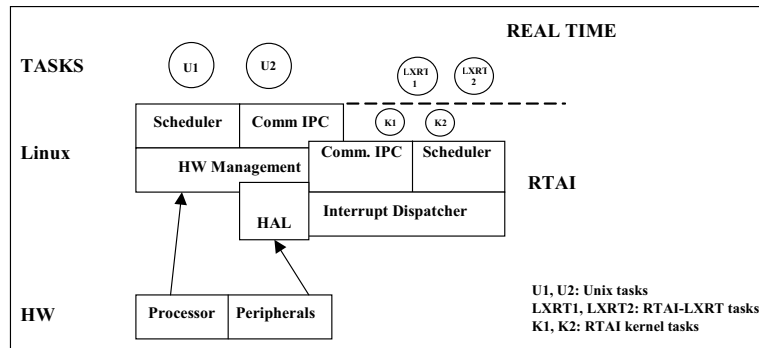 REAL TIME
TASKS
U1
U2
LXRT
1
LXRT
2
Scheduler
Comm IPC
K1
K2
Linux
HW Management
Comm. IPC
Scheduler
RTAI
HAL
Interrupt Dispatcher
HW
Processor
Peripherals
U1, U2: Unix tasks
LXRT1, LXRT2: RTAI-LXRT tasks
K1, K2: RTAI kernel tasks